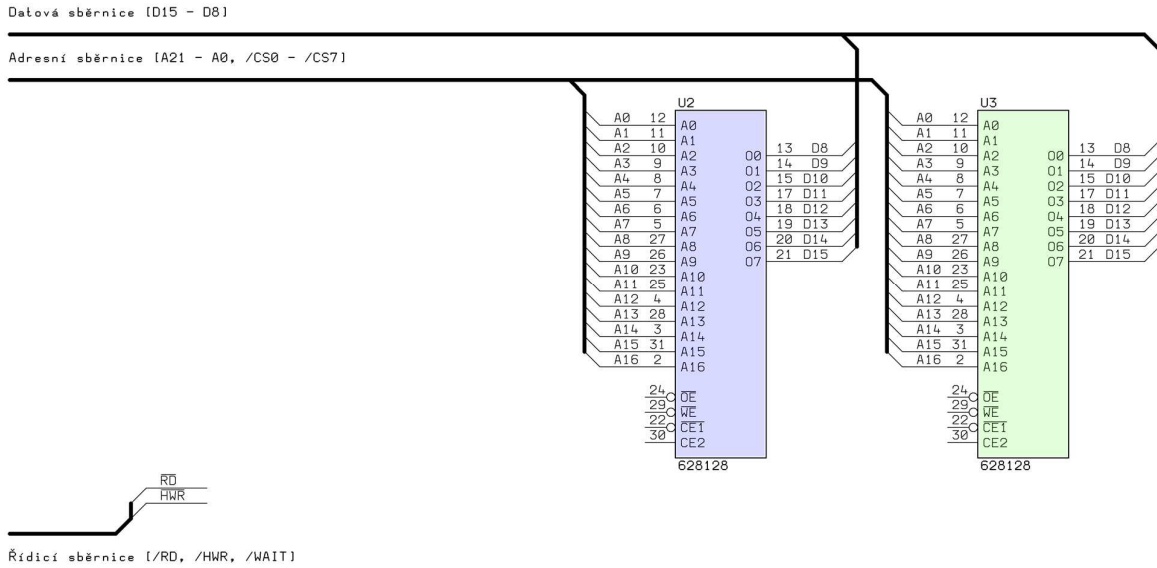 Datová sběrnice [D15 - D8]
Adresní sběrnice [A21 - A0, /CS0 - /CS7]
U2
A0 12 A0
A1 11 A1
A2 10 A2 O0 13 D8
A3 9 A3 O1 14 D9
A4 8 A4 O2 15 D10
A5 7 A5 O3 17 D11
A6 6 A6 O4 18 D12
A7 5 A7 O5 19 D13
A8 27 A8 O6 20 D14
A9 26 A9 O7 21 D15
A10 23 A10
A11 25 A11
A12 4 A12
A13 28 A13
A14 3 A14
A15 31 A15
A16 2 A16
24 OE
29 WE
22 CE1
30 CE2
628128
U3
A0 12 A0
A1 11 A1
A2 10 A2 O0 13 D8
A3 9 A3 O1 14 D9
A4 8 A4 O2 15 D10
A5 7 A5 O3 17 D11
A6 6 A6 O4 18 D12
A7 5 A7 O5 19 D13
A8 27 A8 O6 20 D14
A9 26 A9 O7 21 D15
A10 23 A10
A11 25 A11
A12 4 A12
A13 28 A13
A14 3 A14
A15 31 A15
A16 2 A16
24 OE
29 WE
22 CE1
30 CE2
628128
RD
HWR
Řídicí sběrnice [/RD, /HWR, /WAIT]